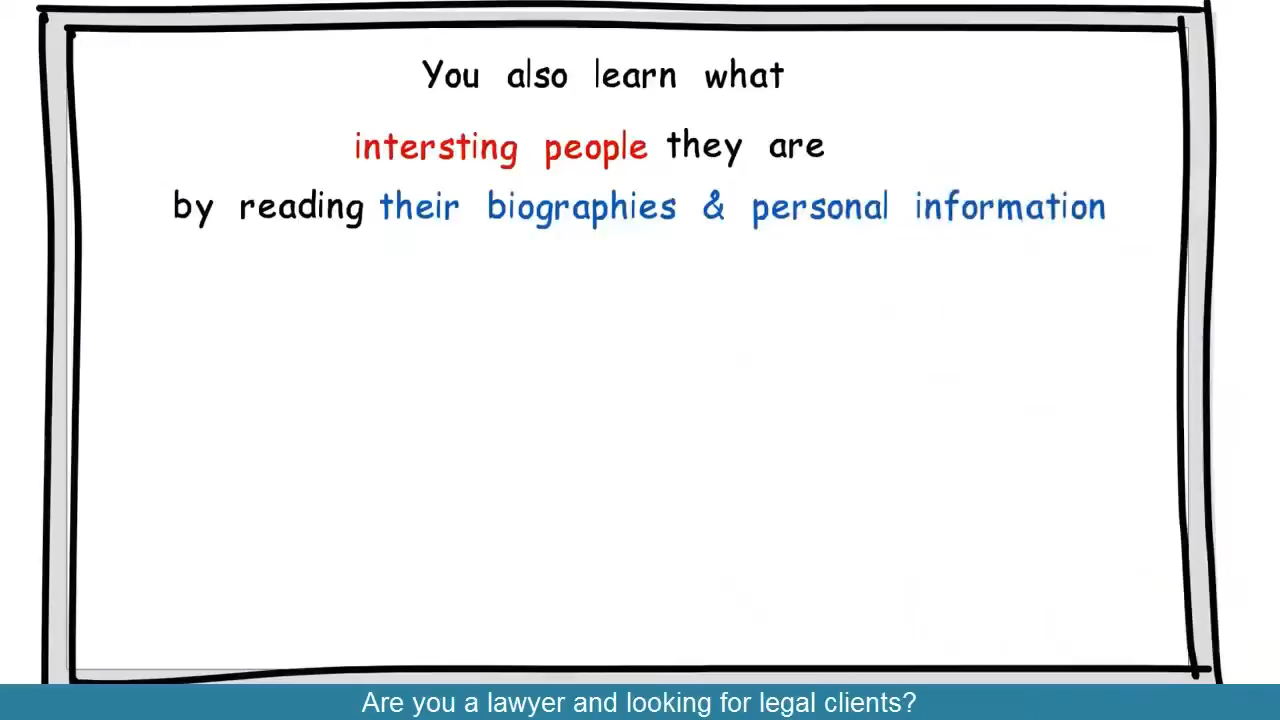 You also learn what
intersting people they are
by reading their biographies & personal information
Are you a lawyer and looking for legal clients?